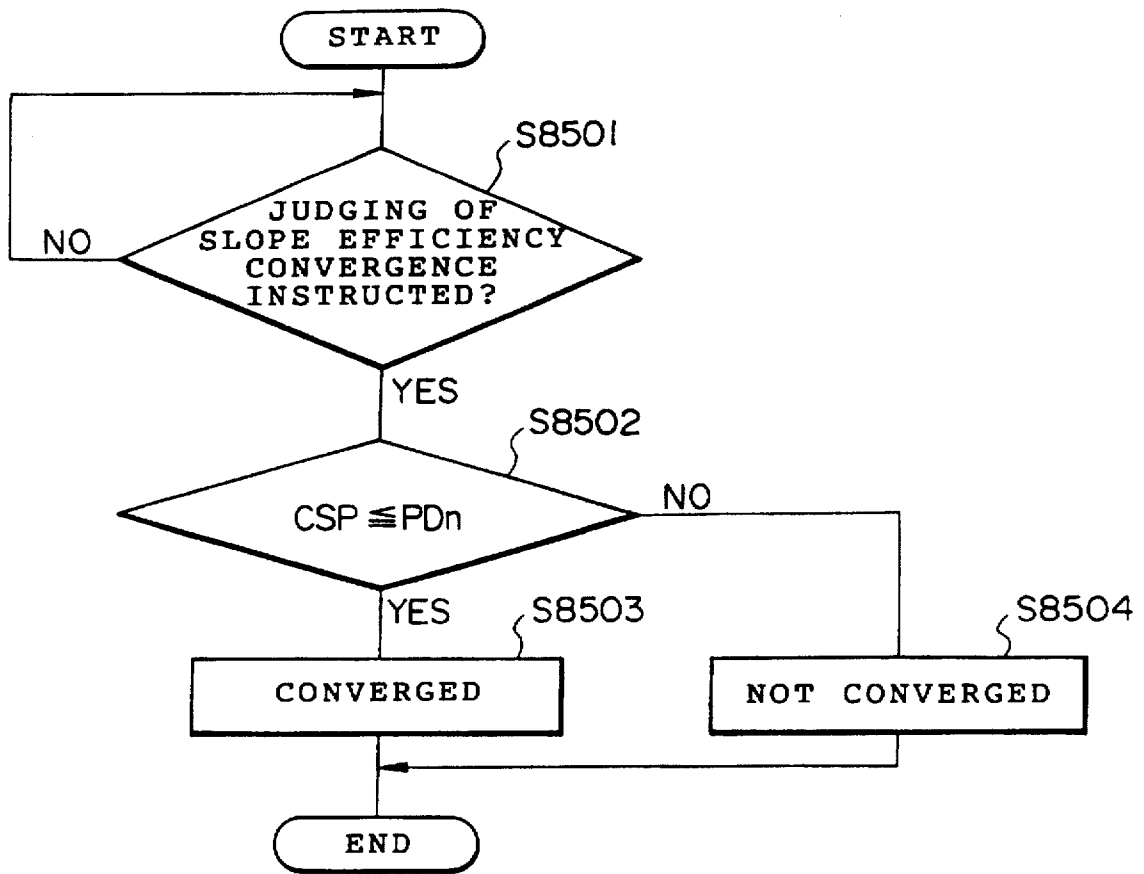 START
S8501
JUDGING OF
SLOPE EFFICIENCY
CONVERGENCE
INSTRUCTED?
NO
YES
S8502
CSP ≦ PDn
NO
YES
S8503
S8504
CONVERGED
NOT CONVERGED
END